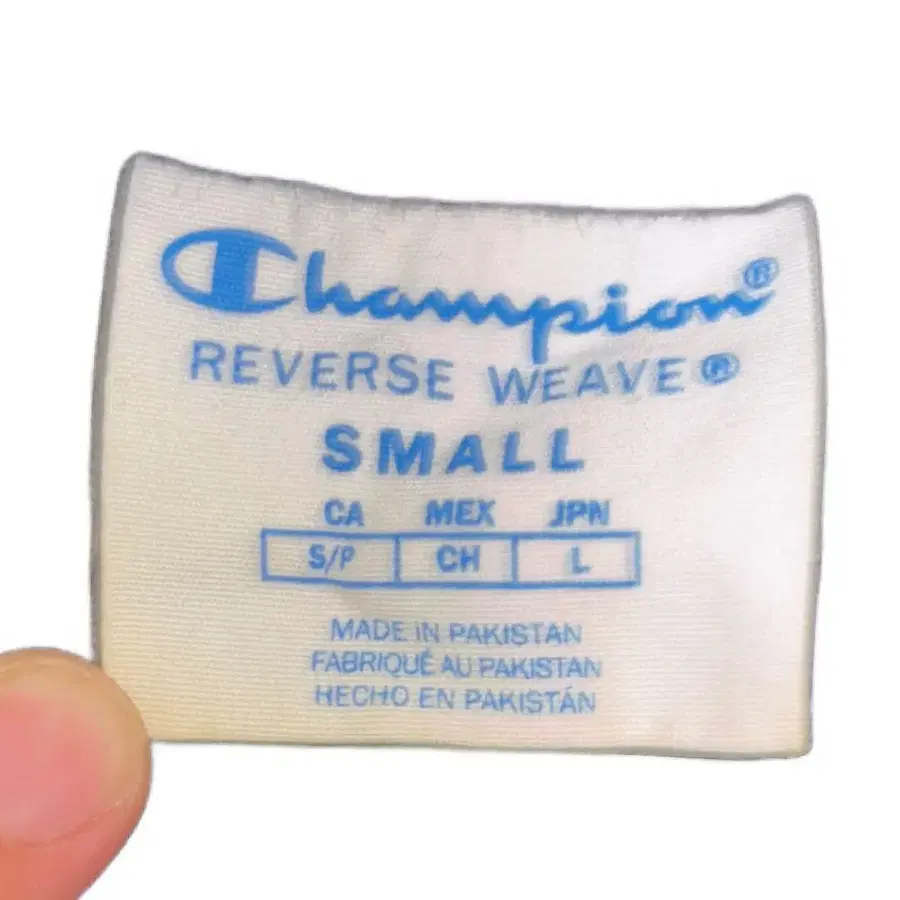 Champion®
REVERSE WEAVE®
SMALL
CA MEX JPN
S/P CH L
MADE IN PAKISTAN
FABRIQUÉ AU PAKISTAN
HECHO EN PAKISTÁN